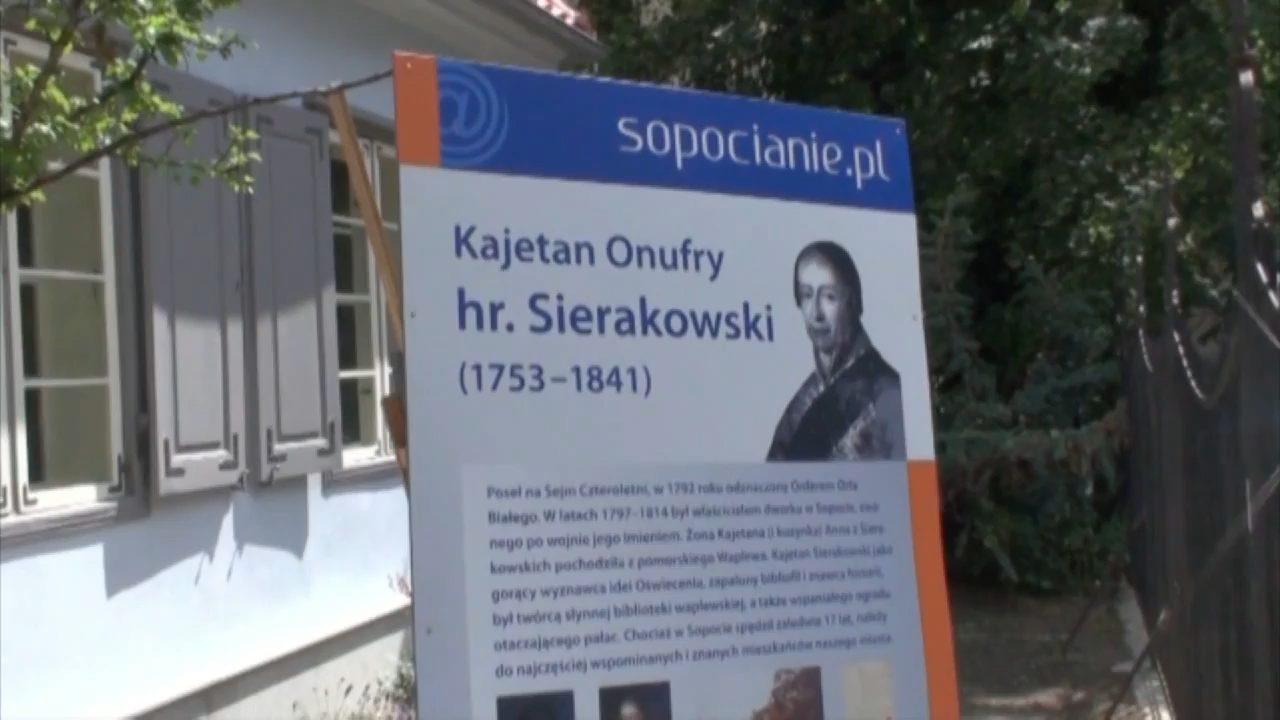 @
sopocianie.pl
Kajetan Onufry
hr. Sierakowski
(1753–1841)
Poseł na Sejm Czteroletni, w 1792 roku odznaczony Orderem Orła
Białego. W latach 1797–1814 był właścicielem dworku w Sopocie, zwa-
nego po wojnie jego imieniem. Żona Kajetana (i kuzynka) Anna z Siera-
kowskich pochodziła z pomorskiego Waplewa. Kajetan Sierakowski jako
gorący wyznawca idei Oświecenia, zapalony bibliofil i znawca historii,
był twórcą słynnej biblioteki waplewskiej, a także wspaniałego ogrodu
otaczającego pałac. Chociaż w Sopocie spędził zaledwie 17 lat, należy
do najczęściej wspominanych i znanych mieszkańców naszego miasta.